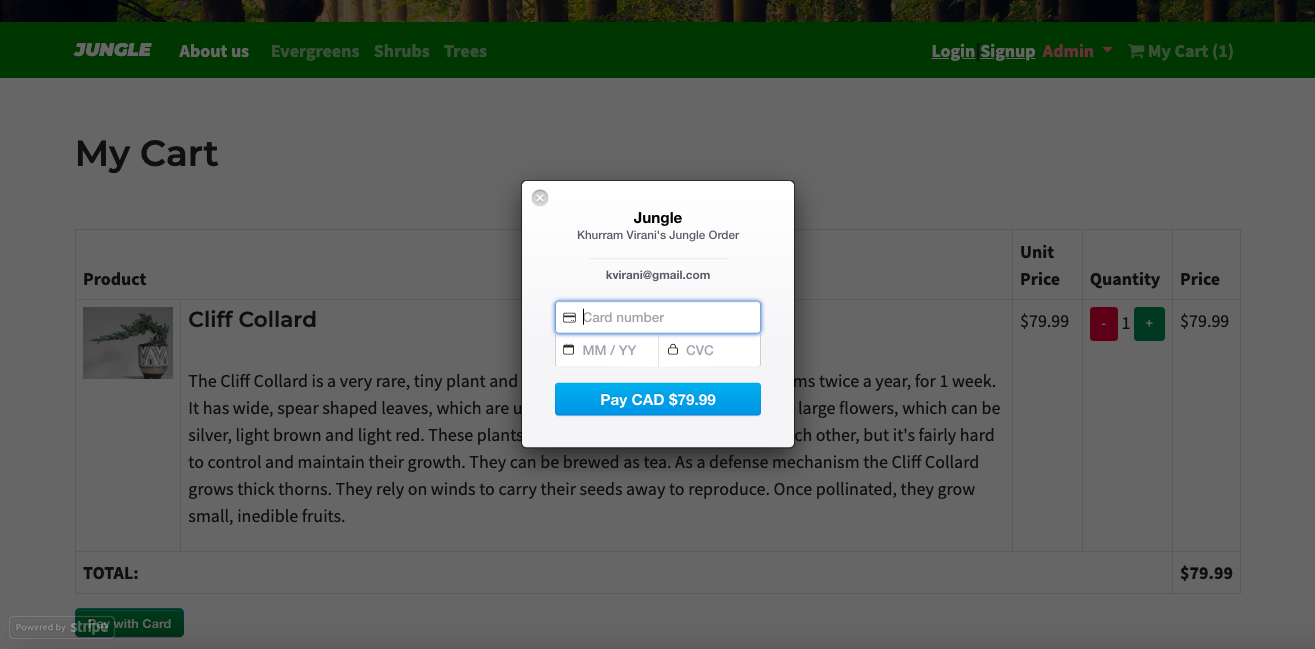 JUNGLE About us Evergreens Shrubs Trees Login Signup Admin My Cart (1)
My Cart
Jungle
Khurram Virani's Jungle Order
kvirani@gmail.com
Card number
MM / YY CVC
Pay CAD $79.99
Product Unit Price Quantity Price
Cliff Collard $79.99 - 1 + $79.99
The Cliff Collard is a very rare, tiny plant and ms twice a year, for 1 week.
It has wide, spear shaped leaves, which are u large flowers, which can be
silver, light brown and light red. These plants ch other, but it's fairly hard
to control and maintain their growth. They can be brewed as tea. As a defense mechanism the Cliff Collard
grows thick thorns. They rely on winds to carry their seeds away to reproduce. Once pollinated, they grow
small, inedible fruits.
TOTAL: $79.99
Pay with Card
Powered by stripe